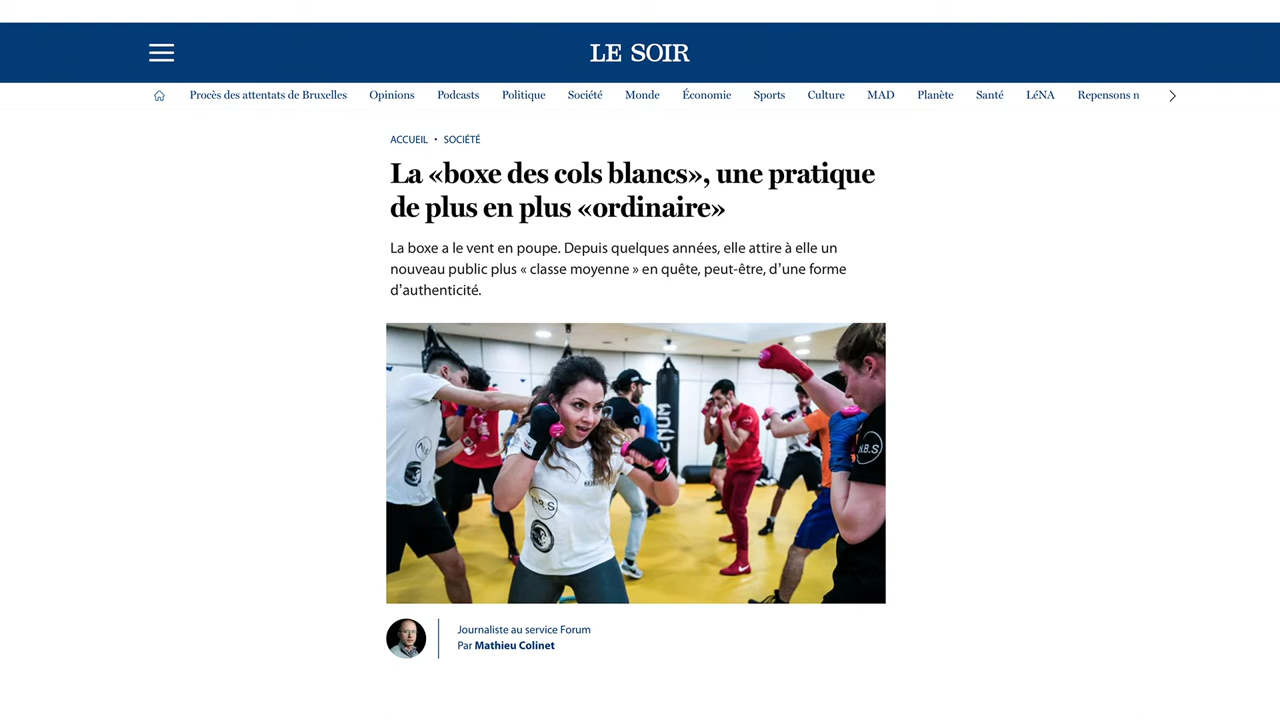 LE SOIR
Procès des attentats de Bruxelles Opinions Podcasts Politique Société Monde Économie Sports Culture MAD Planète Santé LéNA Repensons n
ACCUEIL • SOCIÉTÉ
La «boxe des cols blancs», une pratique
de plus en plus «ordinaire»
La boxe a le vent en poupe. Depuis quelques années, elle attire à elle un
nouveau public plus « classe moyenne » en quête, peut-être, d’une forme
d’authenticité.
ENUM
N.B.S
.B.S
Journaliste au service Forum
Par Mathieu Colinet